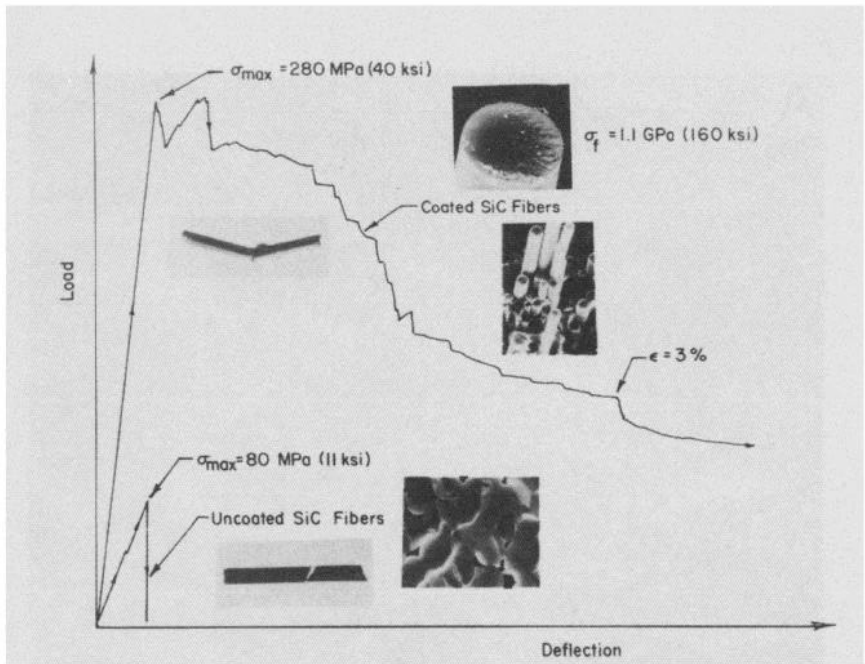 σmax = 280 MPa (40 ksi)
σf = 1.1 GPa (160 ksi)
Coated SiC Fibers
Load
ϵ = 3 %
σmax = 80 MPa (11 ksi)
Uncoated SiC Fibers
Deflection